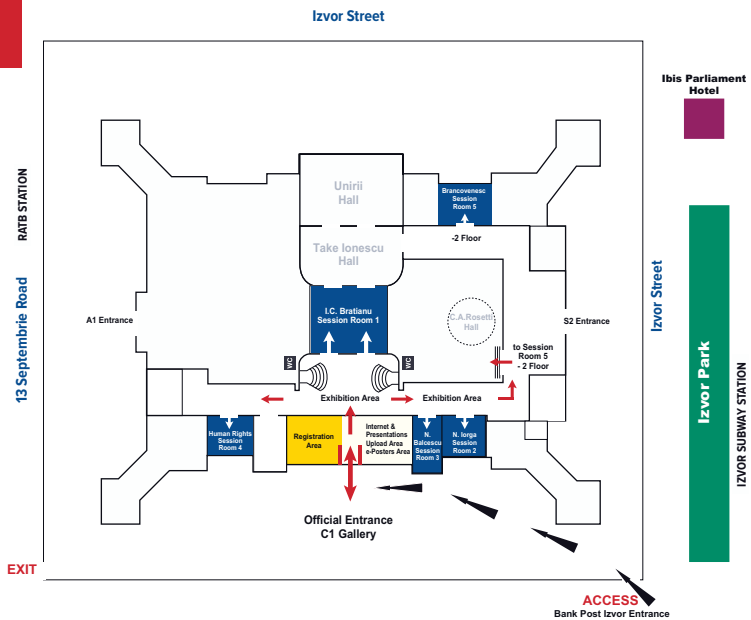 Izvor Street
Ibis Parliament
Hotel
RATB STATION
13 Septembrie Road
Unirii
Hall
Brancovenesc
Session
Room 5
-2 Floor
Take Ionescu
Hall
I.C. Bratianu
Session Room 1
C.A.Rosetti
Hall
A1 Entrance
S2 Entrance
Izvor Street
Izvor Park
IZVOR SUBWAY STATION
WC
WC
to Session
Room 5
- 2 Floor
Exhibition Area
Exhibition Area
Human Rights
Session
Room 4
Registration
Area
Internet &
Presentations
Upload Area
e-Posters Area
N.
Balcescu
Session
Room 3
N. Iorga
Session
Room 2
Official Entrance
C1 Gallery
EXIT
ACCESS
Bank Post Izvor Entrance